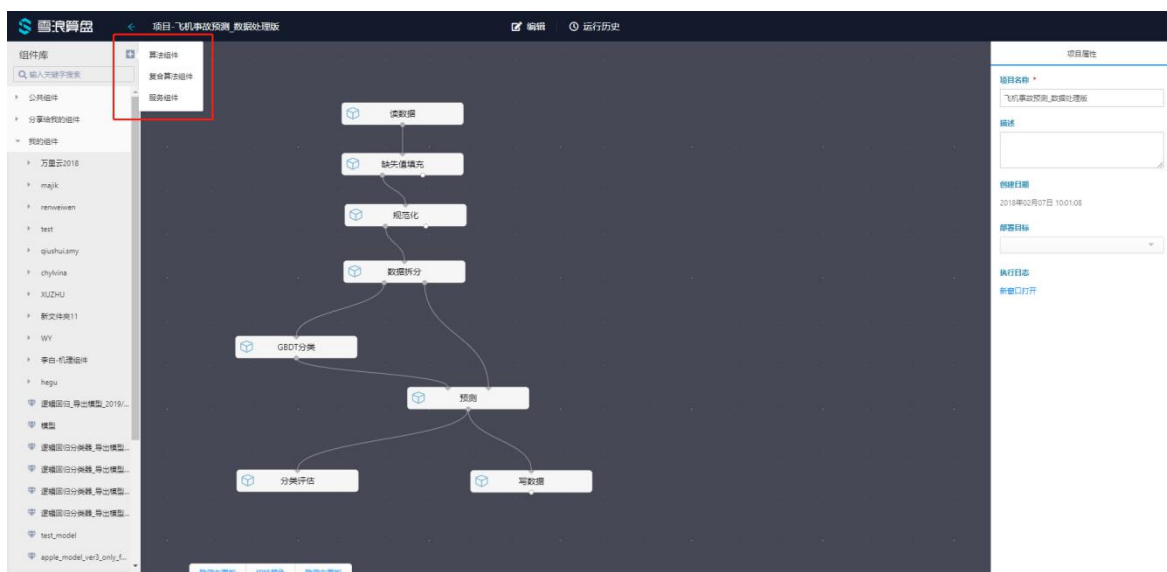 雪浪算盘
项目-飞机事故预测_数据处理版
编辑
运行历史
组件库
输入关键字搜索
公共组件
分享给我的组件
我的组件
万里云2018
majik
renweiwen
test
qiushui.smy
chylvina
XUZHU
新文件夹11
WY
李白-机理组件
hegu
逻辑回归_导出模型_2019/...
模型
逻辑回归分类器_导出模型...
逻辑回归分类器_导出模型...
逻辑回归分类器_导出模型...
逻辑回归分类器_导出模型...
test_model
apple_model_ver3_only_f...
算法组件
复合算法组件
服务组件
读数据
缺失值填充
规范化
数据拆分
GBDT分类
预测
分类评估
写数据
项目属性
项目名称 *
飞机事故预测_数据处理版
描述
创建日期
2018年02月07日 10:01:08
部署目标
执行日志
新窗口打开